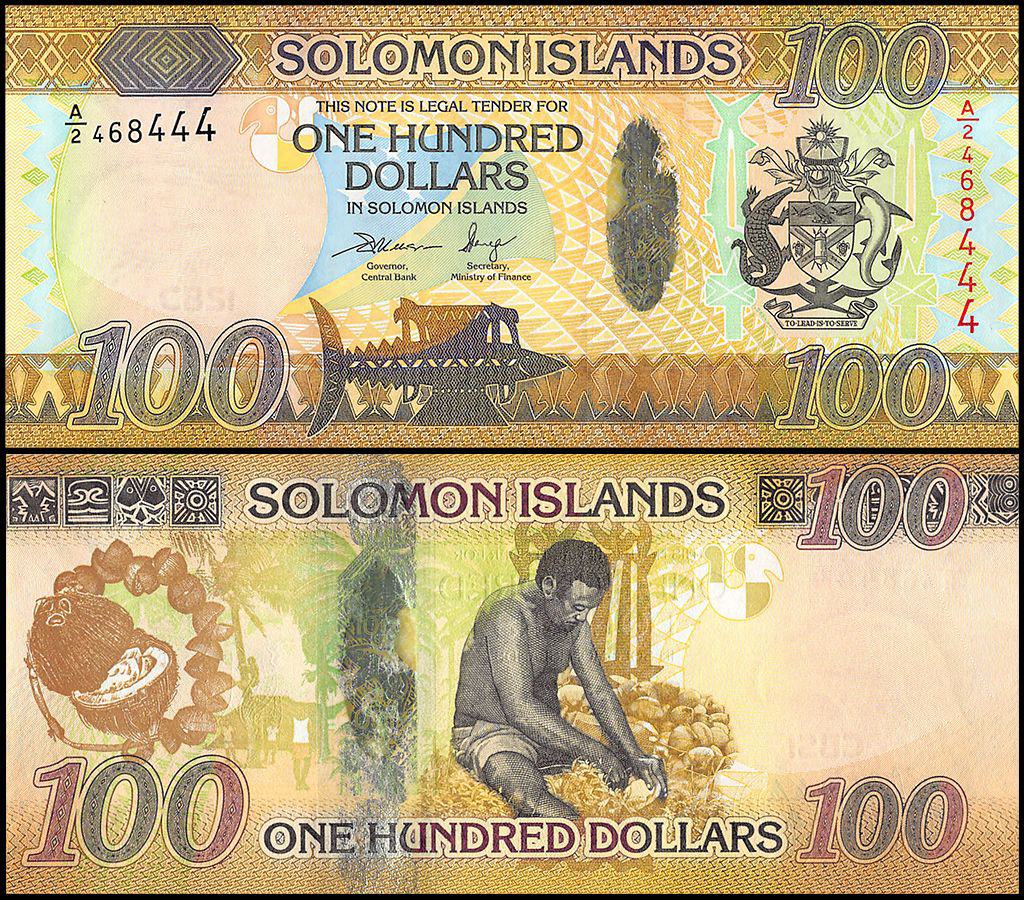 SOLOMON ISLANDS
100
A/2 468444
THIS NOTE IS LEGAL TENDER FOR
ONE HUNDRED
DOLLARS
IN SOLOMON ISLANDS
Governor,
Central Bank
Secretary,
Ministry of Finance
A/2 468444
CBSI
TO LEAD IS TO SERVE
100
100
SOLOMON ISLANDS
100
CBSI
100
ONE HUNDRED DOLLARS
100